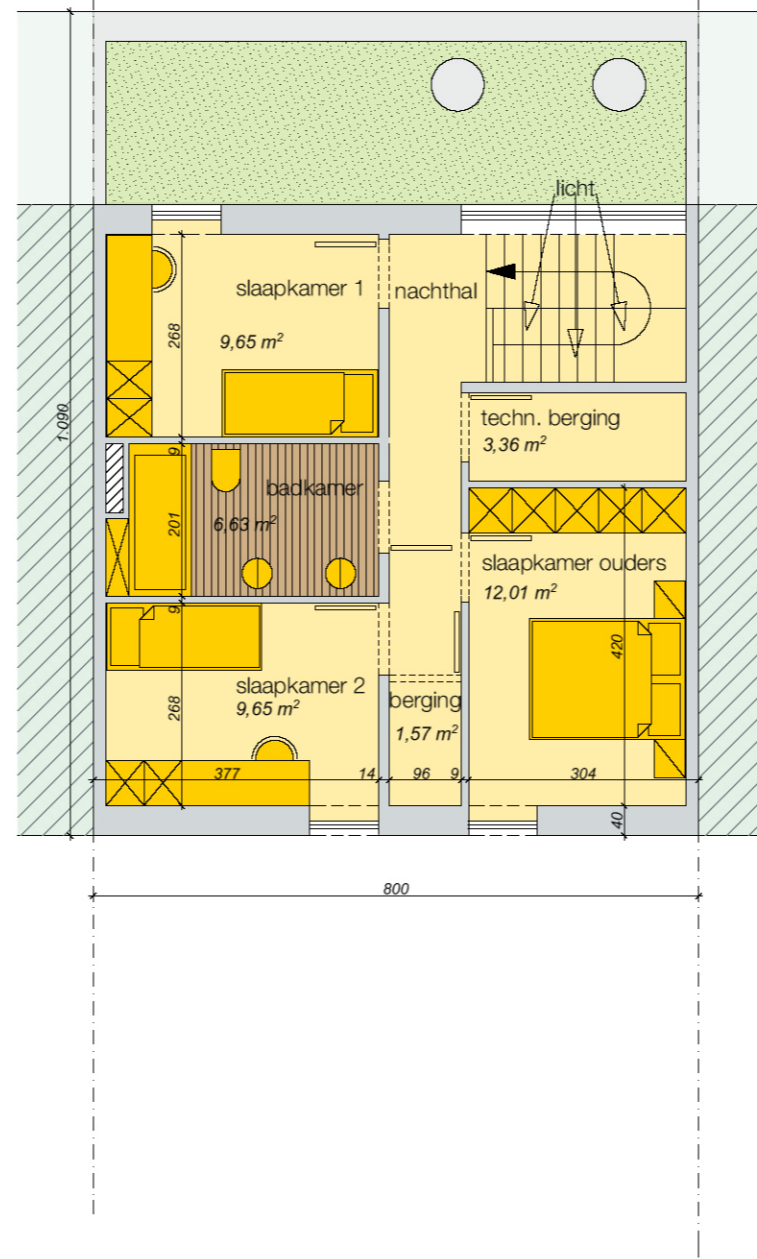 licht
slaapkamer 1
nachthal
9,65 m²
268
1.090
techn. bergin​g
3,36 m²
9
badkamer
6,63 m²
201
slaapkamer ouders
12,01 m²
9
420
slaapkamer 2
9,65 m²
268
berging
1,57 m²
377
14
96
9
304
40
800